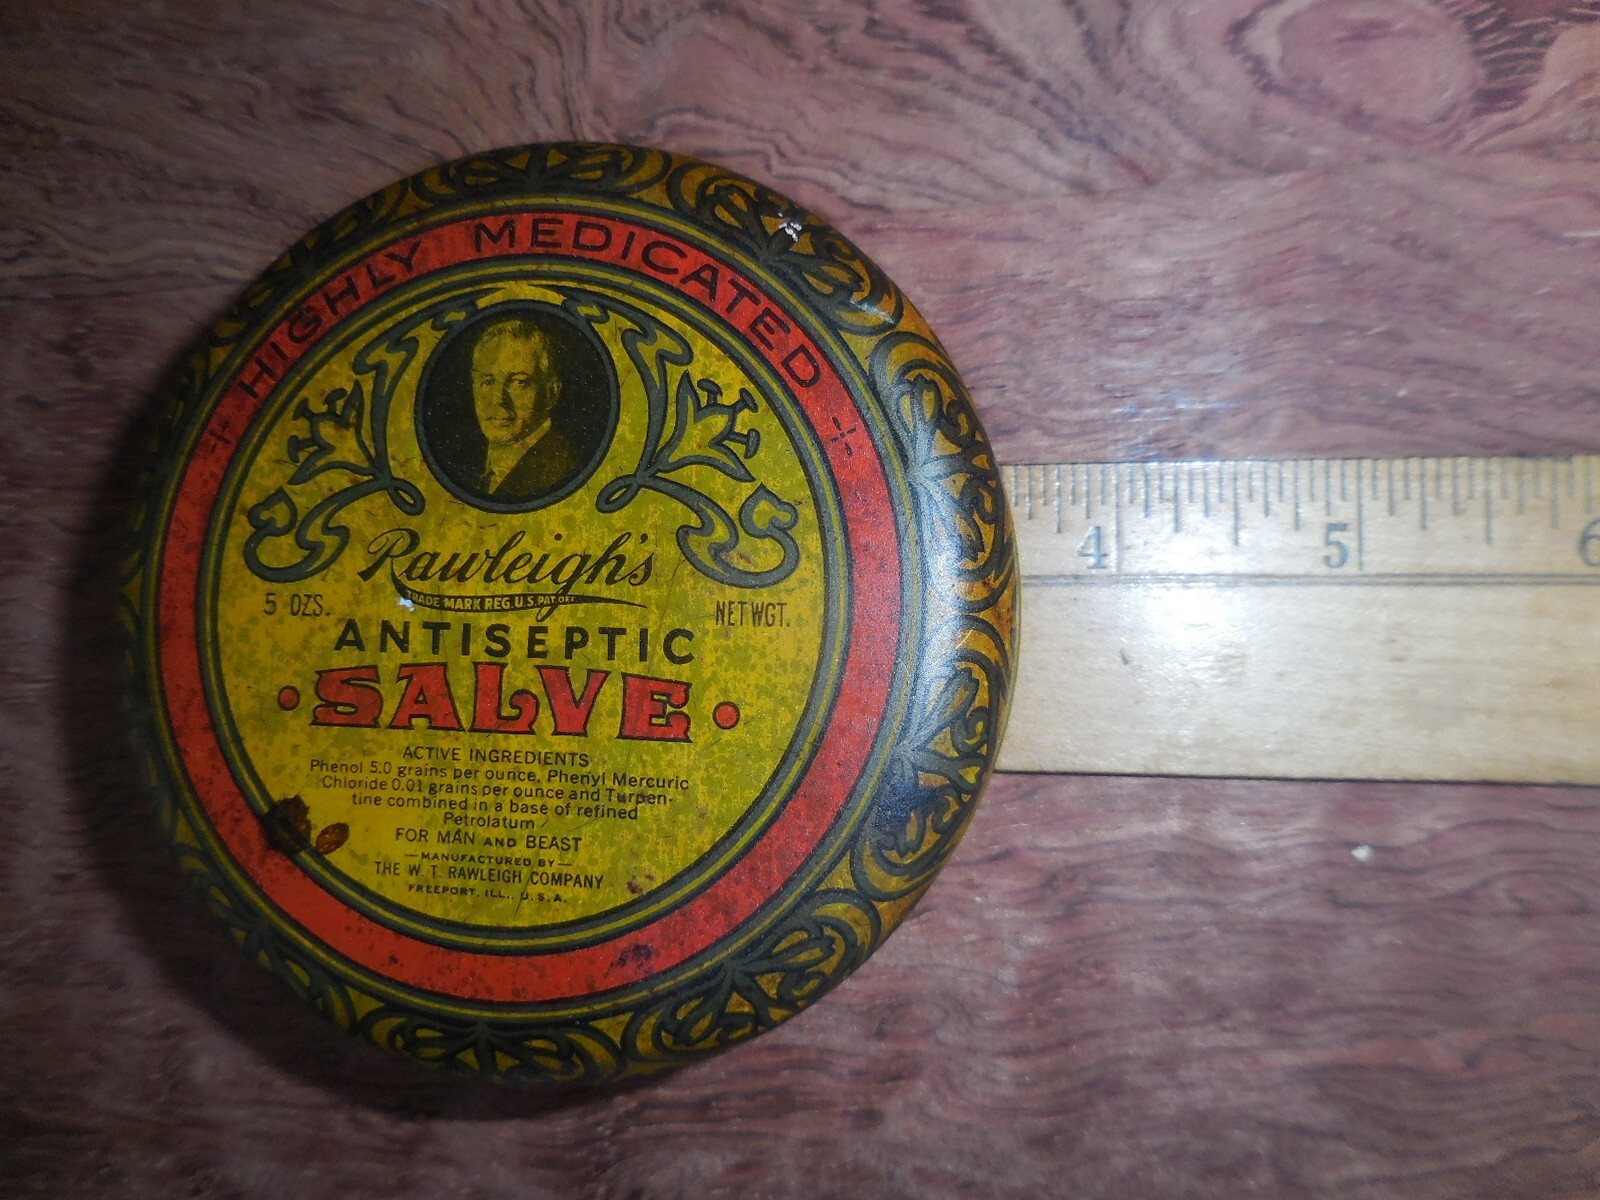 HIGHLY MEDICATED
Rawleigh's
TRADE MARK REG. U.S. PAT. OFF.
5 OZS. NET WGT.
ANTISEPTIC
• SALVE •
ACTIVE INGREDIENTS
Phenol 5.0 grains per ounce, Phenyl Mercuric
Chloride 0.01 grains per ounce and Turpen-
tine combined in a base of refined
Petrolatum
FOR MAN AND BEAST
—MANUFACTURED BY—
THE W. T. RAWLEIGH COMPANY
FREEPORT, ILL., U.S.A.
4 5 6